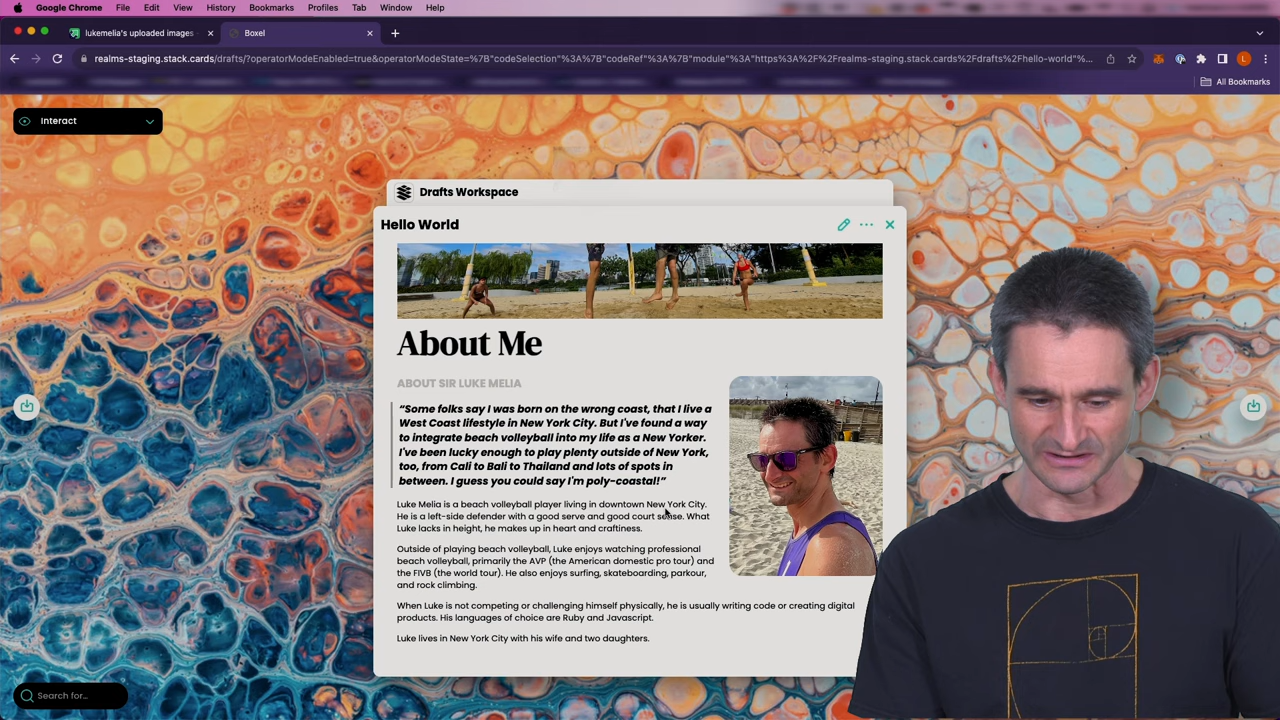 Google Chrome File Edit View History Bookmarks Profiles Tab Window Help
lukemelia's uploaded images
Boxel
realms-staging.stack.cards/drafts/?operatorModeEnabled=true&operatorModeState=%7B"codeSelection"%3A%7B"codeRef"%3A%7B"module"%3A"https%3A%2F%2Frealms-staging.stack.cards%2Fdrafts%2Fhello-world"%...
All Bookmarks
Interact
Drafts Workspace
Hello World
About Me
ABOUT SIR LUKE MELIA
“Some folks say I was born on the wrong coast, that I live a
West Coast lifestyle in New York City. But I've found a way
to integrate beach volleyball into my life as a New Yorker.
I've been lucky enough to play plenty outside of New York,
too, from Cali to Bali to Thailand and lots of spots in
between. I guess you could say I'm poly-coastal!”
Luke Melia is a beach volleyball player living in downtown New York City.
He is a left-side defender with a good serve and good court sense. What
Luke lacks in height, he makes up in heart and craftiness.
Outside of playing beach volleyball, Luke enjoys watching professional
beach volleyball, primarily the AVP (the American domestic pro tour) and
the FIVB (the world tour). He also enjoys surfing, skateboarding, parkour,
and rock climbing.
When Luke is not competing or challenging himself physically, he is usually writing code or creating digital
products. His languages of choice are Ruby and Javascript.
Luke lives in New York City with his wife and two daughters.
Search for...